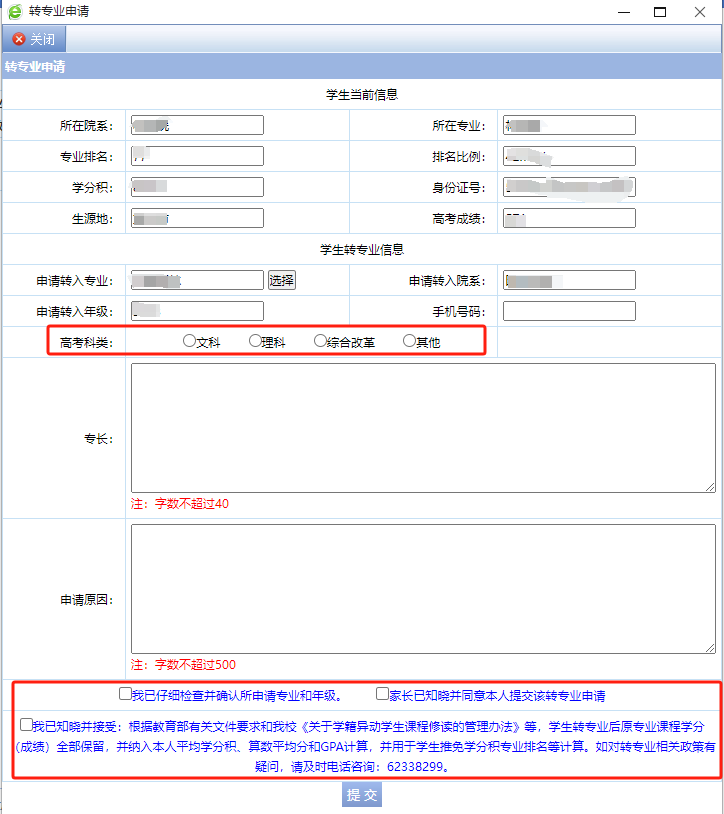 转专业申请
关闭
转专业申请
学生当前信息
所在院系: 所在专业:
专业排名: 排名比例:
学分积: 身份证号:
生源地: 高考成绩:
学生转专业信息
申请转入专业: 选择 申请转入院系:
申请转入年级: 手机号码:
高考科类: 文科 理科 综合改革 其他
专长:
注：字数不超过40
申请原因:
注：字数不超过500
我已仔细检查并确认所申请专业和年级。 家长已知晓并同意本人提交该转专业申请
我已知晓并接受：根据教育部有关文件要求和我校《关于学籍异动学生课程修读的管理办法》等，学生转专业后原专业课程学分
(成绩）全部保留，并纳入本人平均学分积、算数平均分和GPA计算，并用于学生推免学分积专业排名等计算。如对转专业相关政策有
疑问，请及时电话咨询：62338299。
提 交